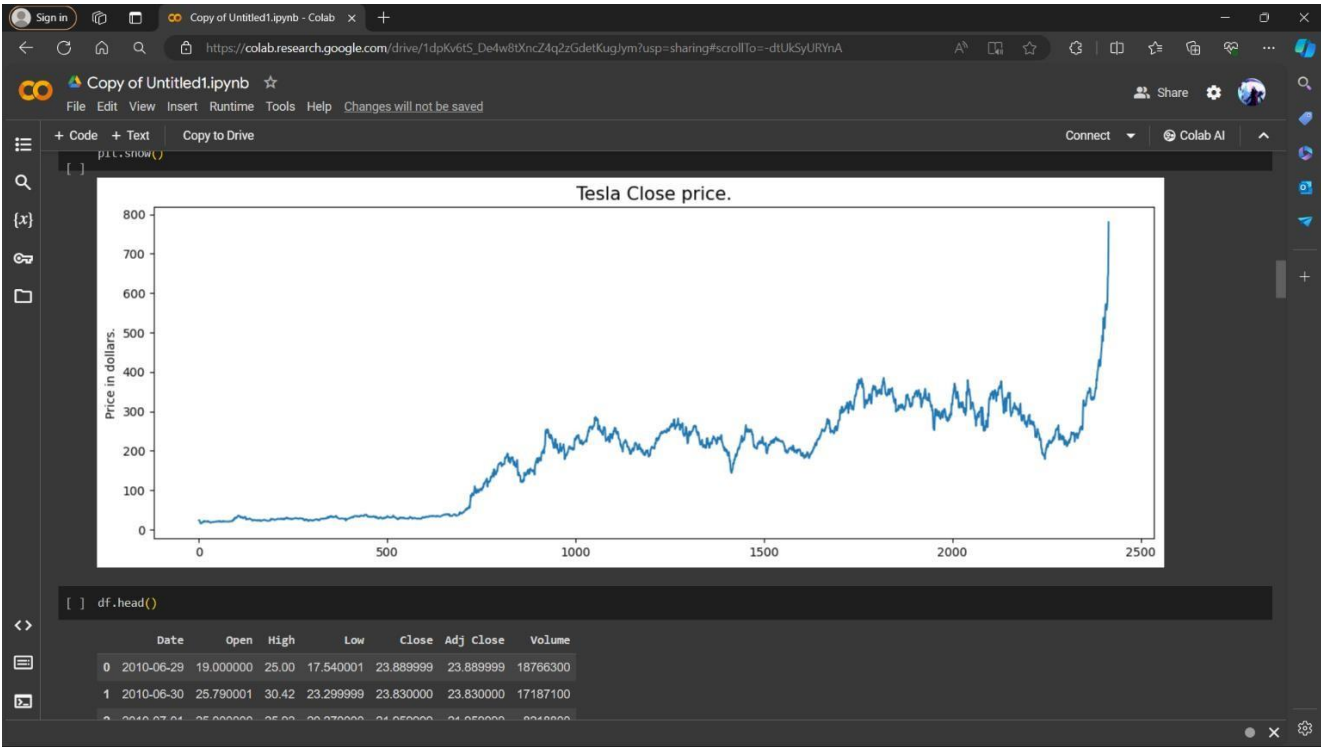 Sign in
Copy of Untitled1.ipynb - Colab
https://colab.research.google.com/drive/1dpKv6tS_De4w8tXncZ4q2zGdetKugJym?usp=sharing#scrollTo=-dtUkSyURYnA
CO Copy of Untitled1.ipynb
File Edit View Insert Runtime Tools Help Changes will not be saved
Share
+ Code + Text Copy to Drive
Connect Colab AI
plt.show()
[ ]
{x}
Tesla Close price.
800
700
600
500
400
300
200
100
0
Price in dollars.
0 500 1000 1500 2000 2500
[ ] df.head()
Date Open High Low Close Adj Close Volume
0 2010-06-29 19.000000 25.00 17.540001 23.889999 23.889999 18766300
1 2010-06-30 25.790001 30.42 23.299999 23.830000 23.830000 17187100